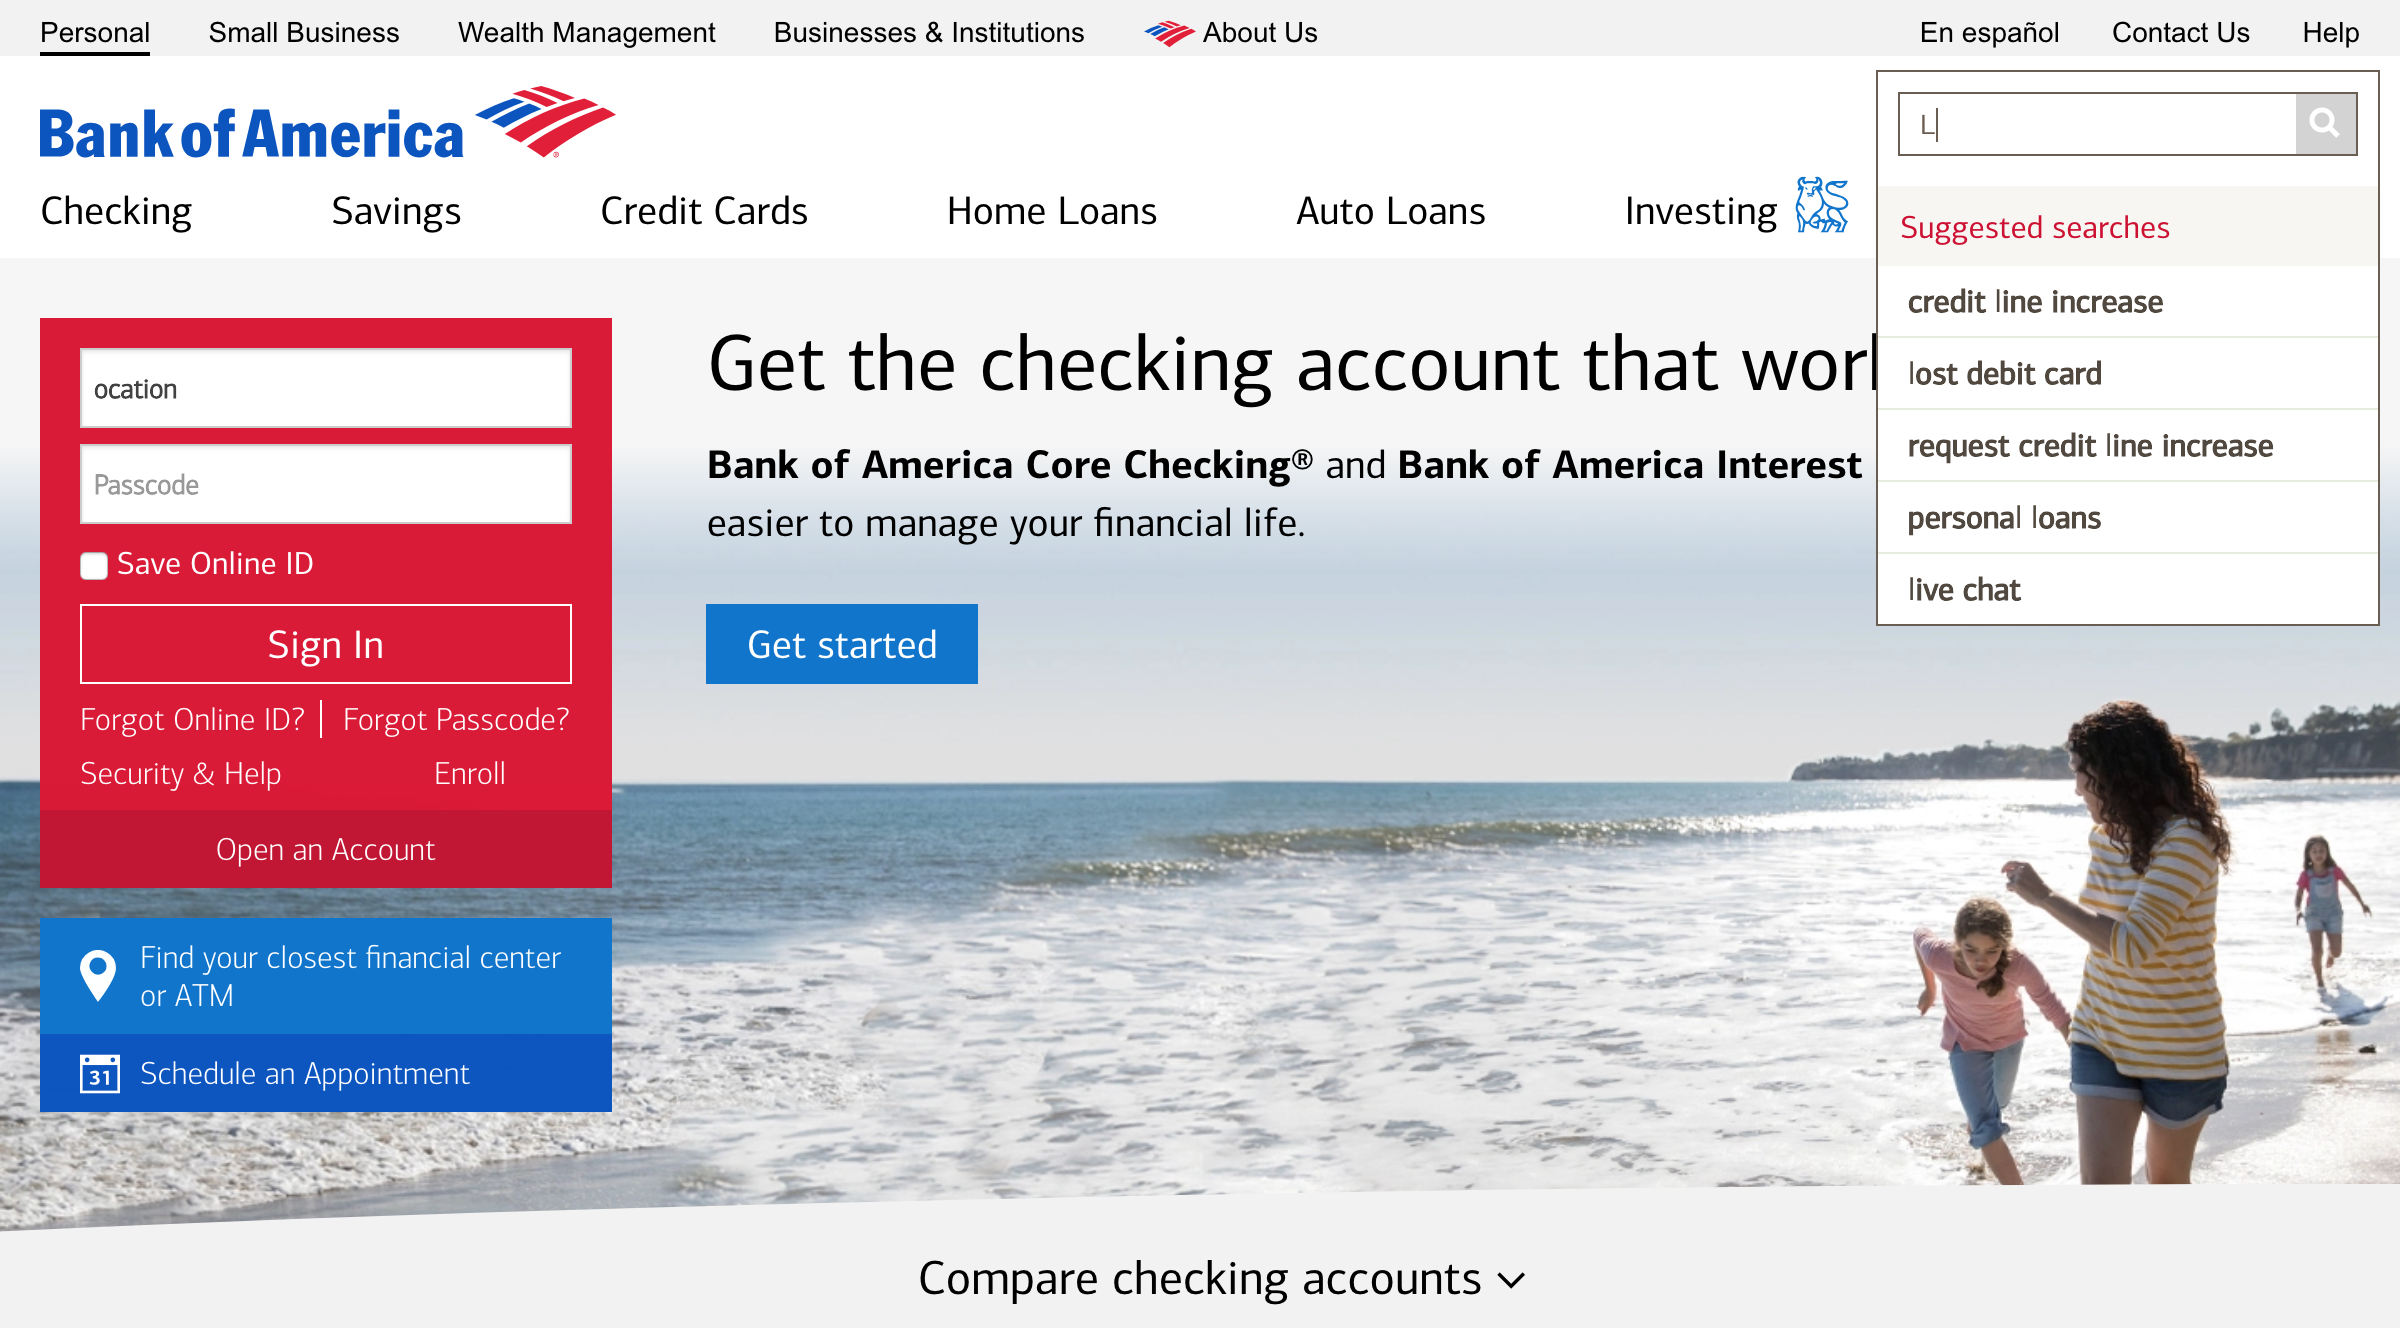 Personal Small Business Wealth Management Businesses & Institutions About Us En español Contact Us Help
Bank of America
L
Checking Savings Credit Cards Home Loans Auto Loans Investing
Suggested searches
credit line increase
lost debit card
request credit line increase
personal loans
live chat
ocation
Passcode
Save Online ID
Sign In
Forgot Online ID? Forgot Passcode?
Security & Help Enroll
Open an Account
Find your closest financial center
or ATM
31 Schedule an Appointment
Get the checking account that
Bank of America Core Checking® and Bank of America Interest
easier to manage your financial life.
Get started
Compare checking accounts